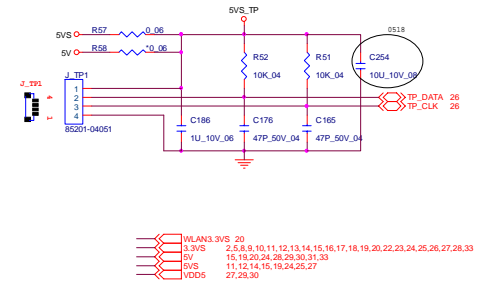 5VS_TP
0518
5VS R57 0_06
5V R58 *0_06
R52
10K_04
R51
10K_04
C254
10U_10V_08
J_TP1
4
1
J_TP1
1
2
3
4
85201-04051
TP_DATA 26
TP_CLK 26
C186
1U_10V_06
C176
47P_50V_04
C165
47P_50V_04
WLAN3.3VS 20
3.3VS 2,5,8,9,10,11,12,13,14,15,16,17,18,19,20,22,23,24,25,26,27,28,33
5V 15,19,20,24,28,29,30,31,33
5VS 11,12,14,15,19,24,25,27
VDD5 27,29,30